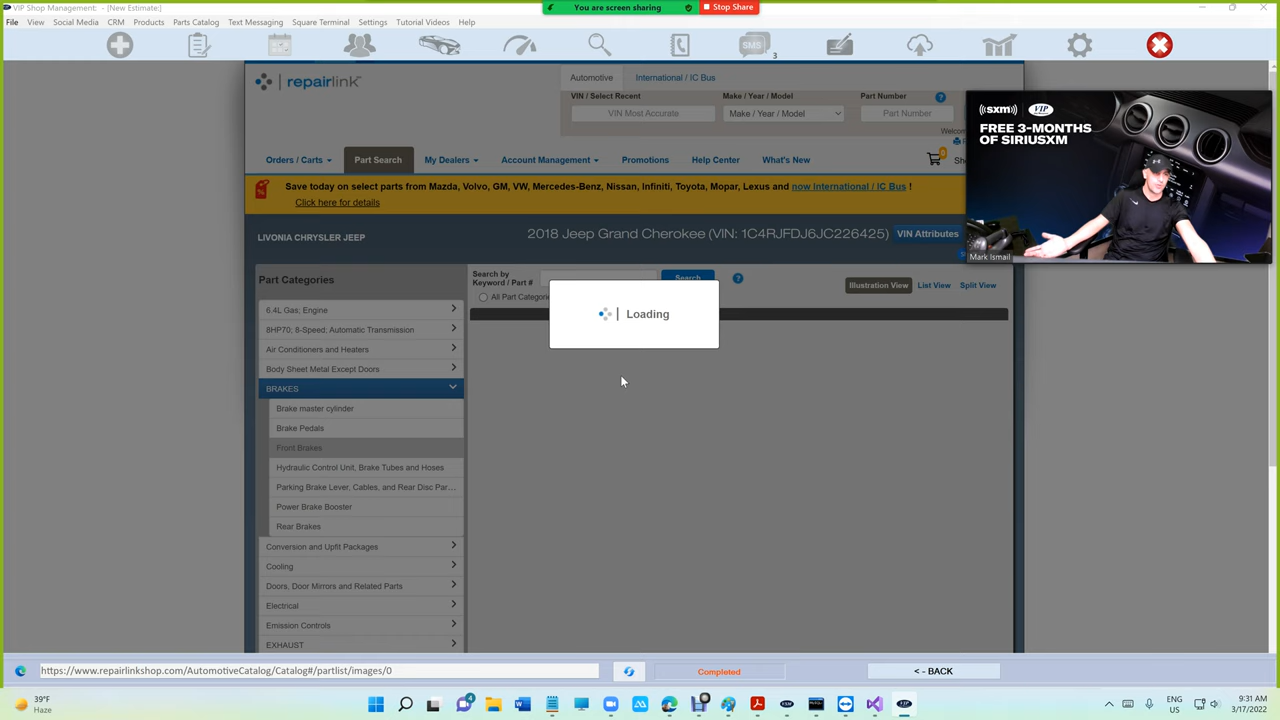 VIP Shop Management: - [New Estimate:]
You are screen sharing
Stop Share
File View Social Media CRM Products Parts Catalog Text Messaging Square Terminal Settings Tutorial Videos Help
SMS
3
repairlink
Automotive International / IC Bus
VIN / Select Recent Make / Year / Model Part Number ?
VIN Most Accurate Make / Year / Model Part Number
Orders / Carts Part Search My Dealers Account Management Promotions Help Center What's New 0
Save today on select parts from Mazda, Volvo, GM, VW, Mercedes-Benz, Nissan, Infiniti, Toyota, Mopar, Lexus and now International / IC Bus !
Click here for details
LIVONIA CHRYSLER JEEP
2018 Jeep Grand Cherokee (VIN: 1C4RJFDJ6JC226425) VIN Attributes
((sxm)) VIP
FREE 3-MONTHS
OF SIRIUSXM
Mark Ismail
Part Categories
Search by
Keyword / Part #
Search ?
Illustration View List View Split View
All Part Categorie
Loading
6.4L Gas; Engine
8HP70; 8-Speed; Automatic Transmission
Air Conditioners and Heaters
Body Sheet Metal Except Doors
BRAKES
Brake master cylinder
Brake Pedals
Front Brakes
Hydraulic Control Unit, Brake Tubes and Hoses
Parking Brake Lever, Cables, and Rear Disc Par...
Power Brake Booster
Rear Brakes
Conversion and Upfit Packages
Cooling
Doors, Door Mirrors and Related Parts
Electrical
Emission Controls
EXHAUST
https://www.repairlinkshop.com/AutomotiveCatalog/Catalog#/partlist/images/0
Completed
< - BACK
39°F
Haze
4
ENG
US
9:31 AM
3/17/2022